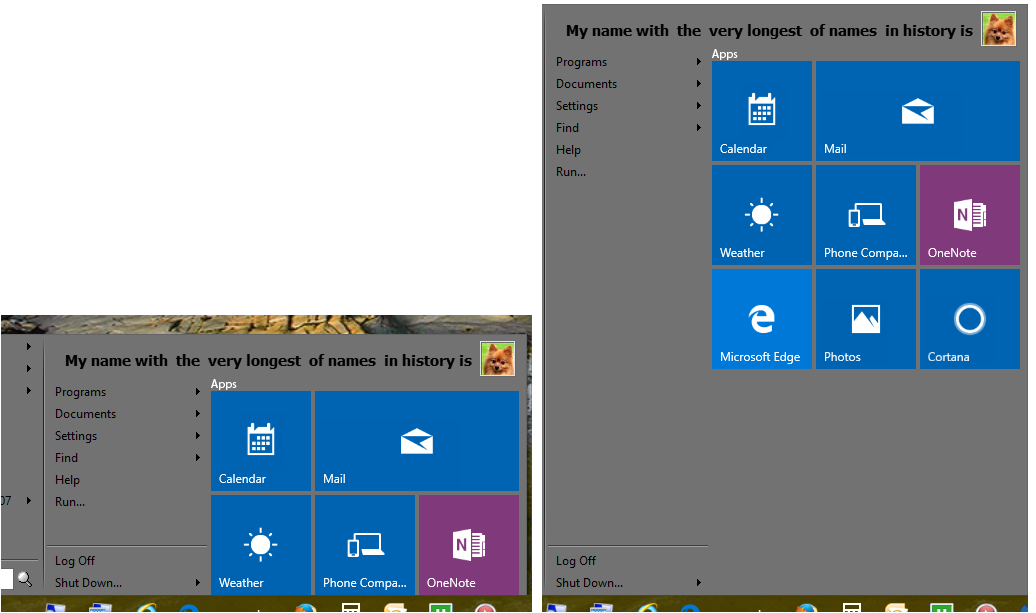 My name with the very longest of names in history is
Apps
Programs
Documents
Settings
Find
Help
Run...
Calendar
Mail
Weather
Phone Compa...
OneNote
Microsoft Edge
Photos
Cortana
Log Off
Shut Down...
My name with the very longest of names in history is
Apps
Programs
Documents
Settings
Find
Help
Run...
07
Calendar
Mail
Log Off
Shut Down...
Weather
Phone Compa...
OneNote